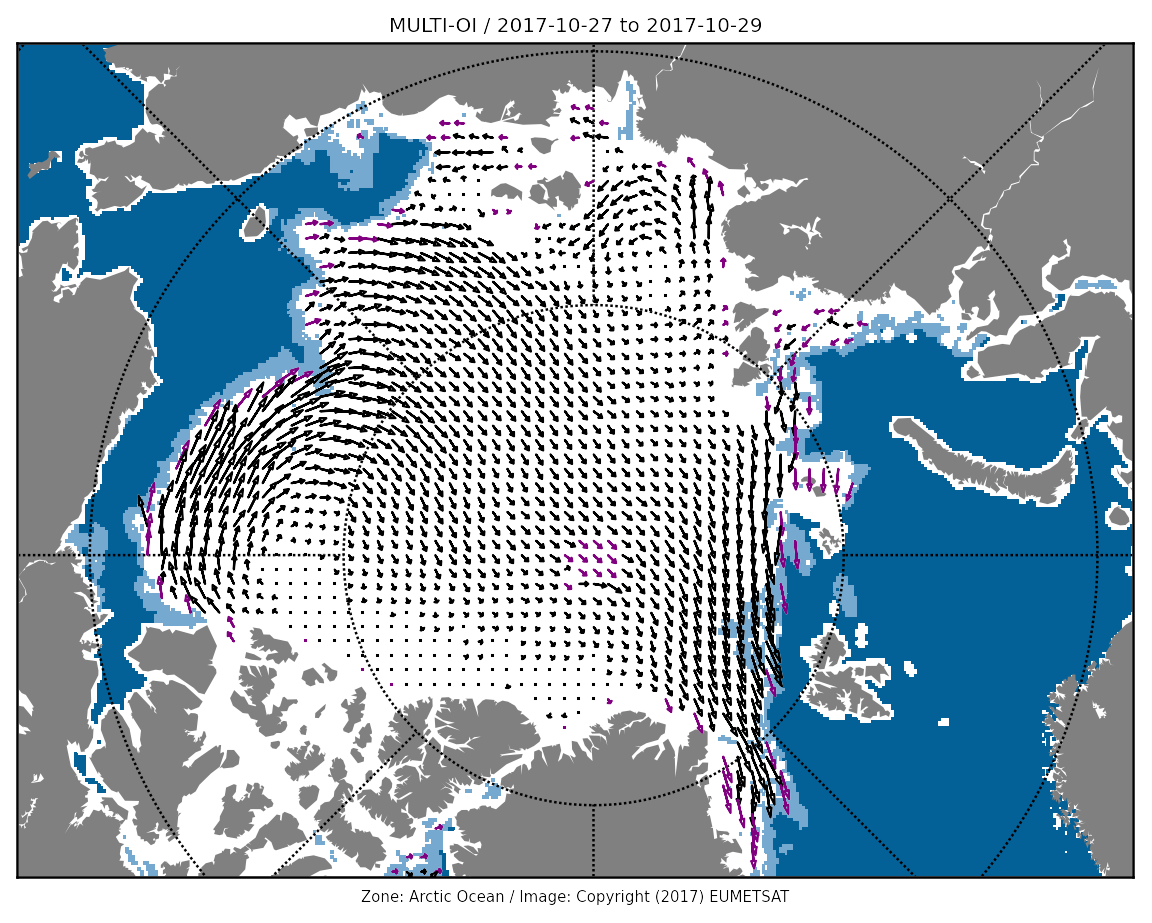 MULTI-OI / 2017-10-27 to 2017-10-29
Zone: Arctic Ocean / Image: Copyright (2017) EUMETSAT